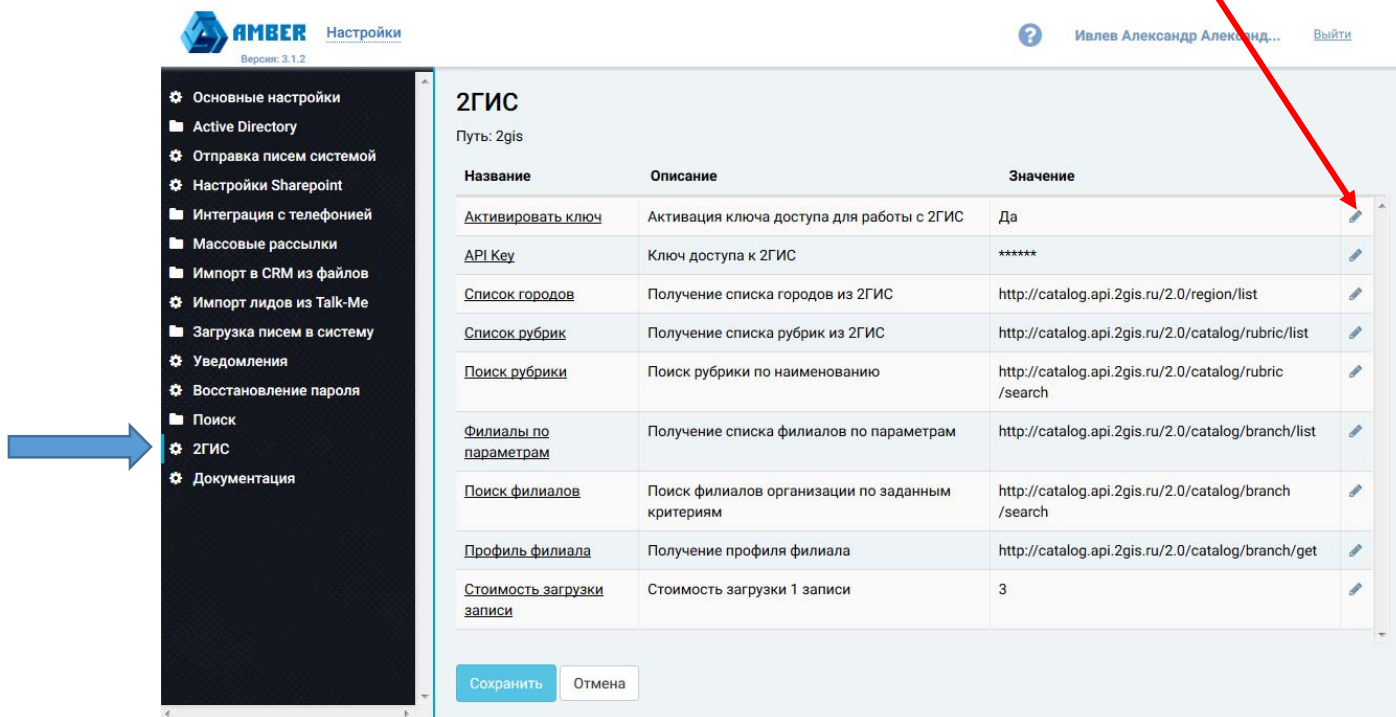 AMBER Настройки
Версия: 3.1.2
Ивлев Александр Александ... Выйти
Основные настройки
Active Directory
Отправка писем системой
Настройки Sharepoint
Интеграция с телефонией
Массовые рассылки
Импорт в CRM из файлов
Импорт лидов из Talk-Me
Загрузка писем в систему
Уведомления
Восстановление пароля
Поиск
2ГИС
Документация
2ГИС
Путь: 2gis
Название Описание Значение
Активировать ключ Активация ключа доступа для работы с 2ГИС Да
API Key Ключ доступа к 2ГИС ******
Список городов Получение списка городов из 2ГИС http://catalog.api.2gis.ru/2.0/region/list
Список рубрик Получение списка рубрик из 2ГИС http://catalog.api.2gis.ru/2.0/catalog/rubric/list
Поиск рубрики Поиск рубрики по наименованию http://catalog.api.2gis.ru/2.0/catalog/rubric
/search
Филиалы по Получение списка филиалов по параметрам http://catalog.api.2gis.ru/2.0/catalog/branch/list
параметрам
Поиск филиалов Поиск филиалов организации по заданным http://catalog.api.2gis.ru/2.0/catalog/branch
критериям /search
Профиль филиала Получение профиля филиала http://catalog.api.2gis.ru/2.0/catalog/branch/get
Стоимость загрузки Стоимость загрузки 1 записи 3
записи
Сохранить Отмена